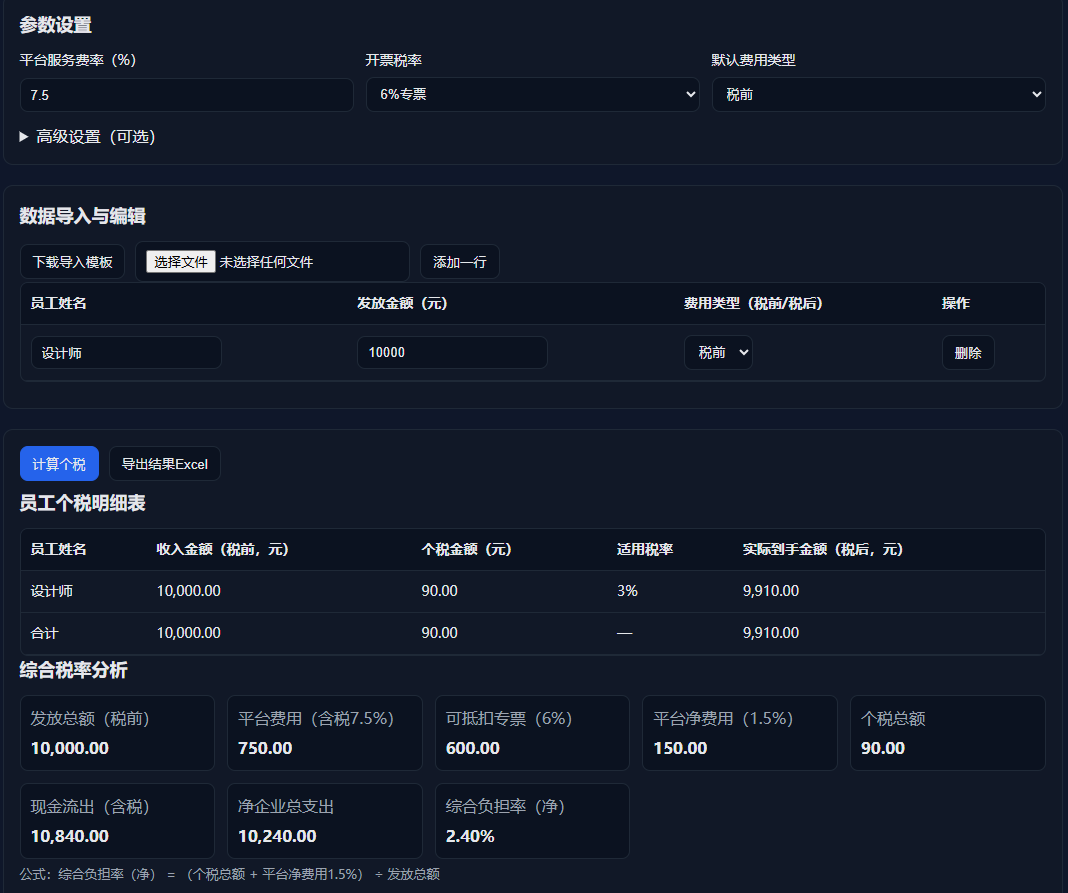 参数设置
平台服务费率（%） 开票税率 默认费用类型
7.5 6%专票 税前
▶ 高级设置（可选）
数据导入与编辑
下载导入模板 选择文件 未选择任何文件 添加一行
员工姓名 发放金额（元） 费用类型（税前/税后） 操作
设计师 10000 税前 删除
计算个税 导出结果Excel
员工个税明细表
员工姓名 收入金额（税前，元） 个税金额（元） 适用税率 实际到手金额（税后，元）
设计师 10,000.00 90.00 3% 9,910.00
合计 10,000.00 90.00 — 9,910.00
综合税率分析
发放总额（税前） 平台费用（含税7.5%） 可抵扣专票（6%） 平台净费用（1.5%） 个税总额
10,000.00 750.00 600.00 150.00 90.00
现金流出（含税） 净企业总支出 综合负担率（净）
10,840.00 10,240.00 2.40%
公式：综合负担率（净） = （个税总额 + 平台净费用1.5%） ÷ 发放总额